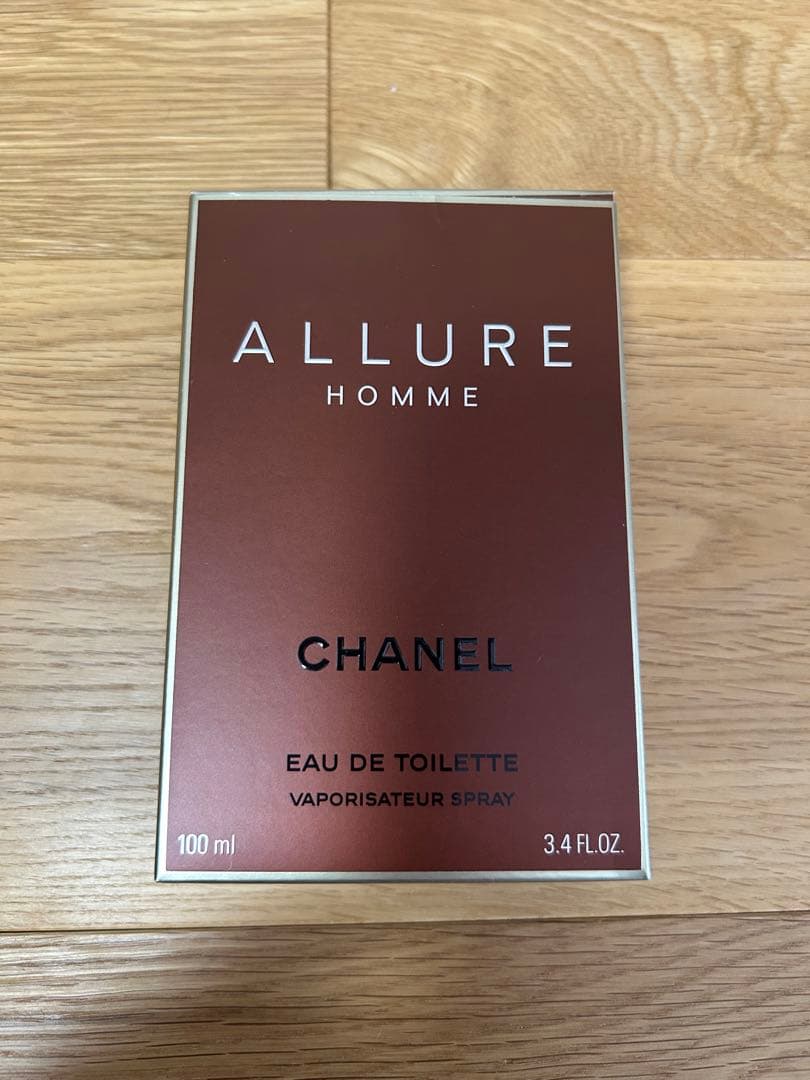 ALLURE
HOMME
CHANEL
EAU DE TOILETTE
VAPORISATEUR SPRAY
100 ml
3.4 FL.OZ.